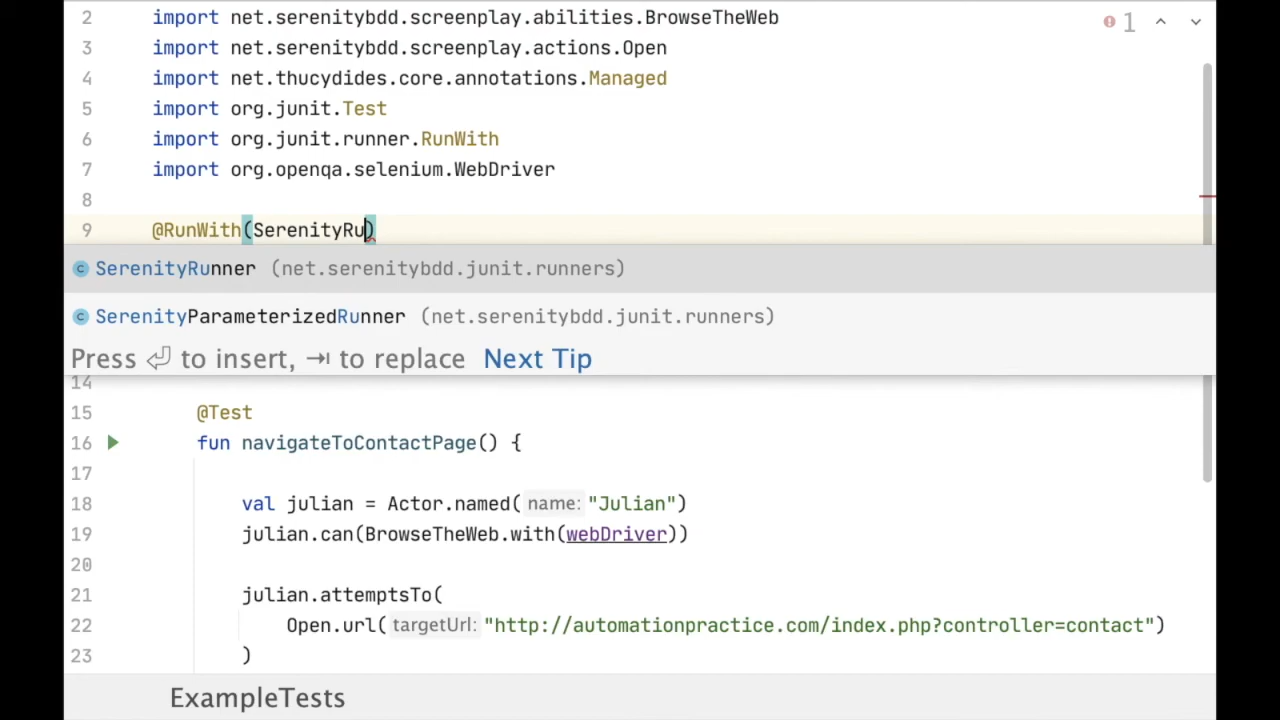 2 import net.serenitybdd.screenplay.abilities.BrowseTheWeb
1
3 import net.serenitybdd.screenplay.actions.Open
4 import net.thucydides.core.annotations.Managed
5 import org.junit.Test
6 import org.junit.runner.RunWith
7 import org.openqa.selenium.WebDriver
8
9 @RunWith(SerenityRu)
SerenityRunner (net.serenitybdd.junit.runners)
SerenityParameterizedRunner (net.serenitybdd.junit.runners)
Press ⏎ to insert, ⇥ to replace Next Tip
14
15 @Test
16 fun navigateToContactPage() {
17
18 val julian = Actor.named( name: "Julian")
19 julian.can(BrowseTheWeb.with(webDriver))
20
21 julian.attemptsTo(
22 Open.url( targetUrl: "http://automationpractice.com/index.php?controller=contact")
23 )
ExampleTests